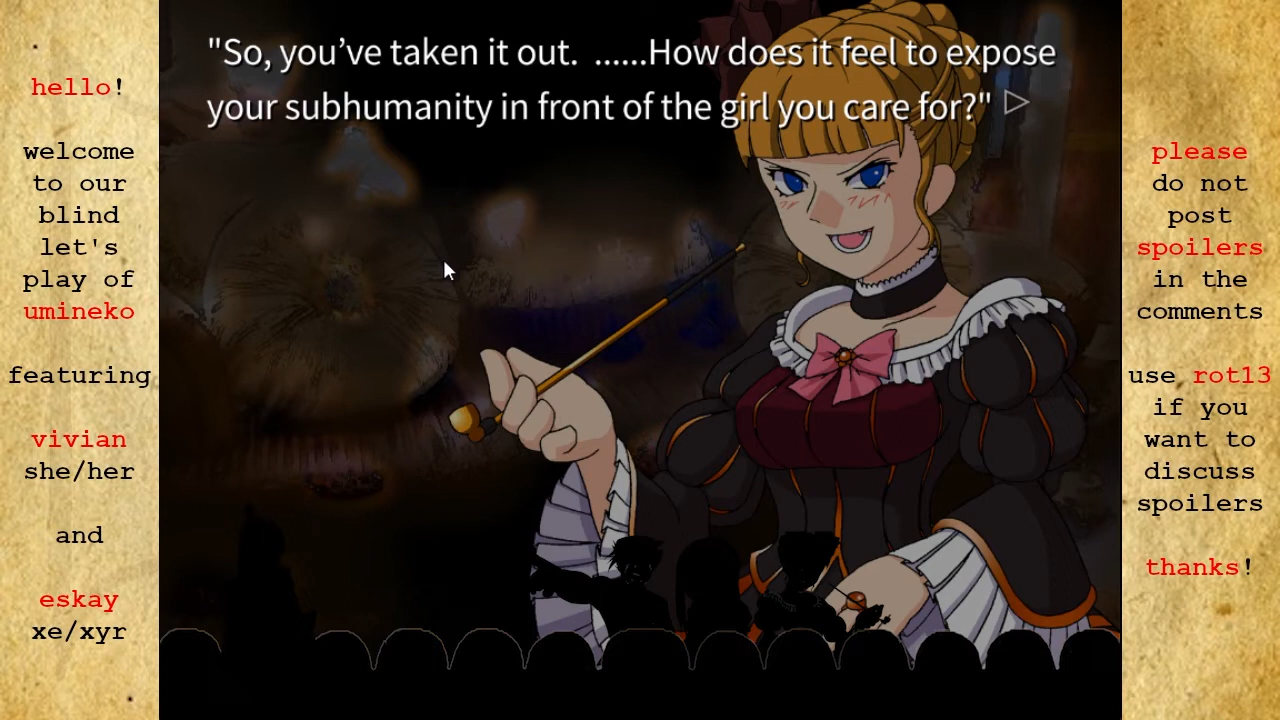 "So, you’ve taken it out.  ......How does it feel to expose
your subhumanity in front of the girl you care for?"
hello!
welcome
to our
blind
let's
play of
umineko
featuring
vivian
she/her
and
eskay
xe/xyr
please
do not
post
spoilers
in the
comments
use rot13
if you
want to
discuss
spoilers
thanks!